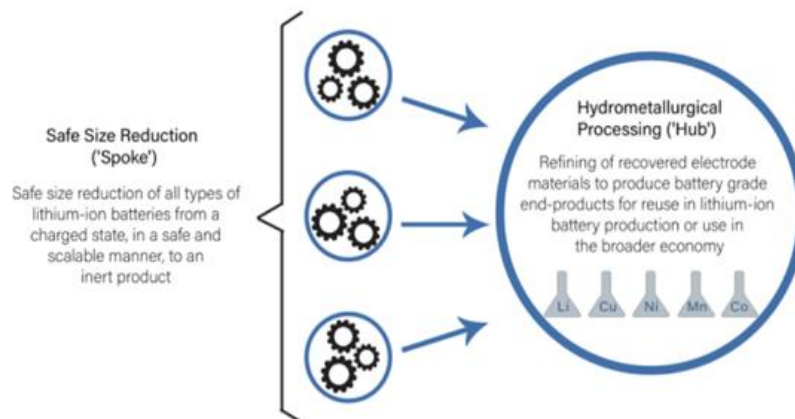 Safe Size Reduction
('Spoke')
Safe size reduction of all types of
lithium-ion batteries from a
charged state, in a safe and
scalable manner, to an
inert product
Hydrometallurgical
Processing ('Hub')
Refining of recovered electrode
materials to produce battery grade
end-products for reuse in lithium-ion
battery production or use in
the broader economy
Li Cu Ni Mn Co